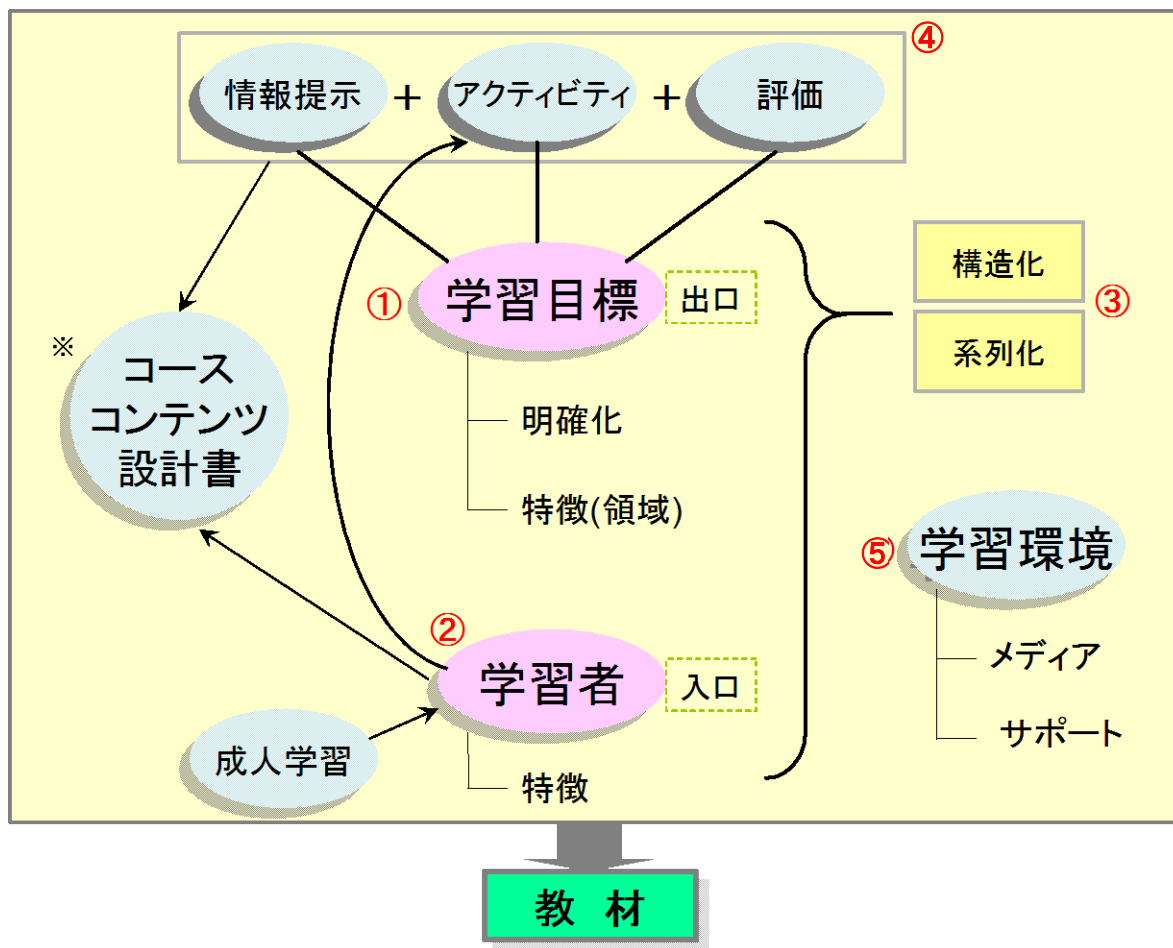 ④
情報提示 + アクティビティ + 評価
① 学習目標 出口
構造化
③
系列化
※
コース
コンテンツ
設計書
明確化
特徴(領域)
⑤ 学習環境
メディア
サポート
② 学習者 入口
成人学習
特徴
教 材